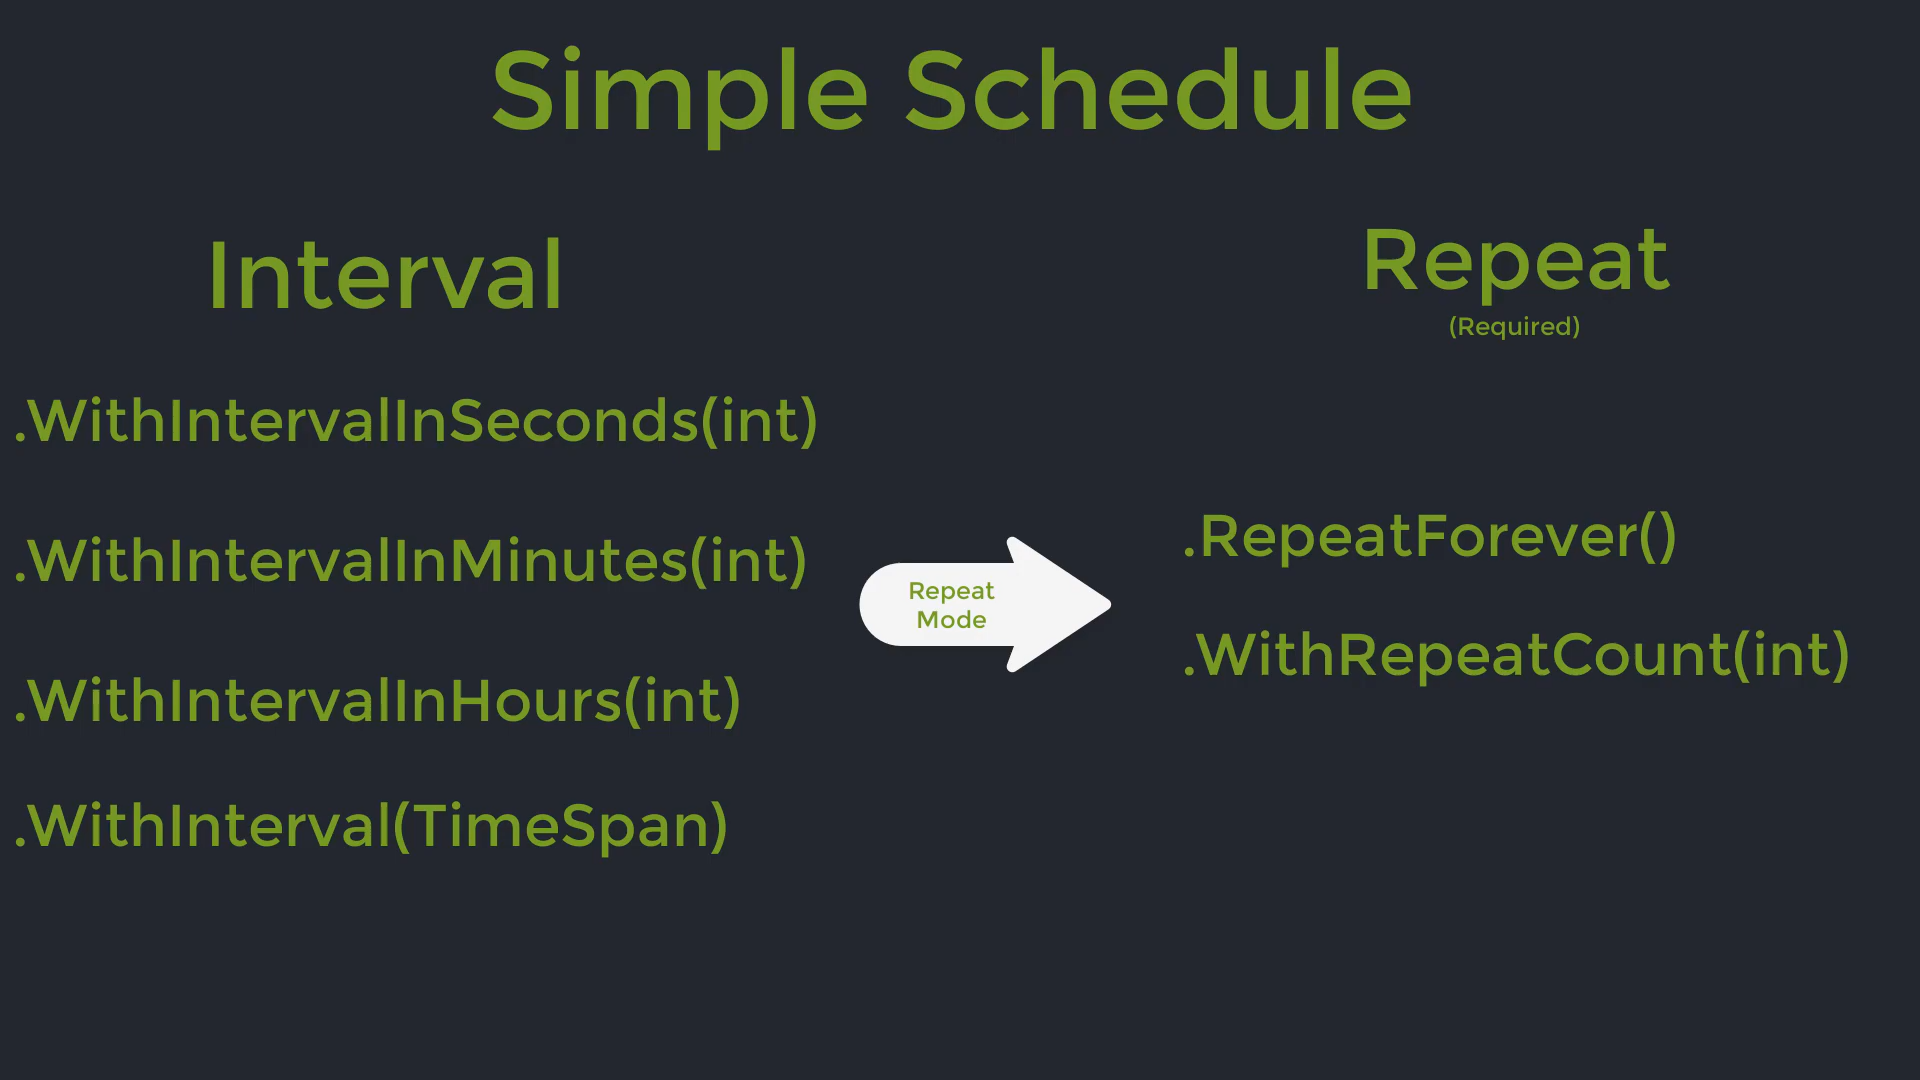 Simple Schedule
Interval
.WithIntervalInSeconds(int)
.WithIntervalInMinutes(int)
.WithIntervalInHours(int)
.WithInterval(TimeSpan)
Repeat
Mode
Repeat
(Required)
.RepeatForever()
.WithRepeatCount(int)